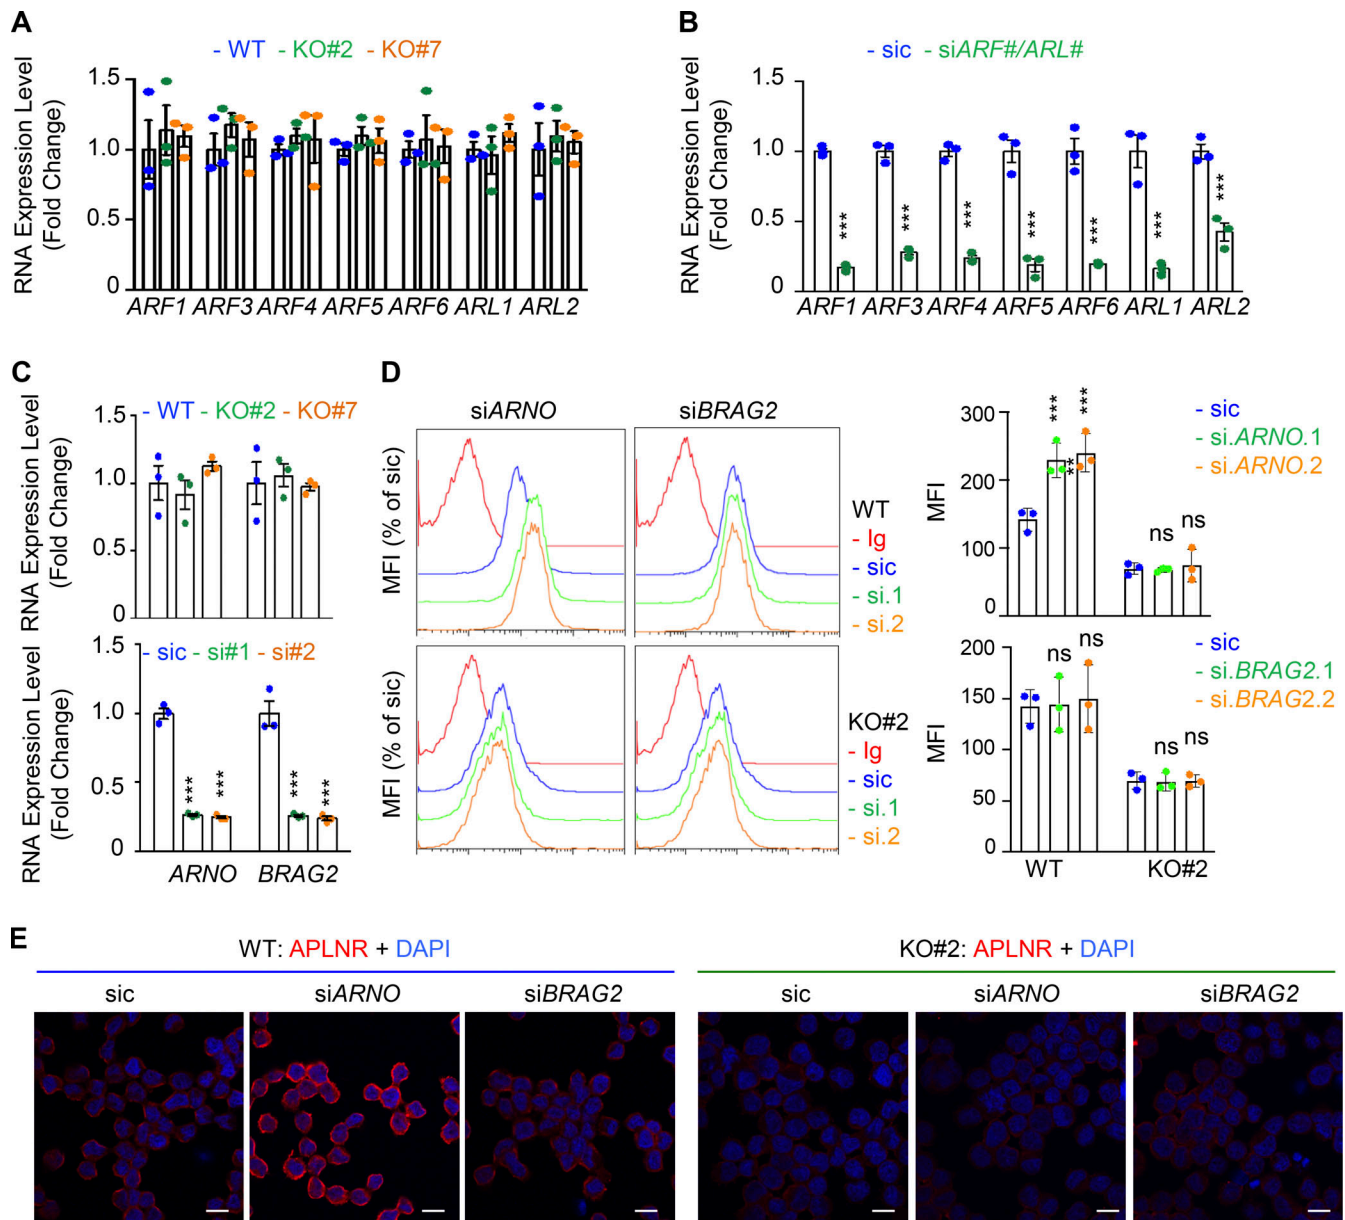 A
- WT - KO#2 - KO#7
RNA Expression Level
(Fold Change)
1.5
1.0
0.5
0
ARF1 ARF3 ARF4 ARF5 ARF6 ARL1 ARL2
B
- sic - siARF#/ARL#
RNA Expression Level
(Fold Change)
1.5
1.0
0.5
0
*** *** *** *** *** *** ***
ARF1 ARF3 ARF4 ARF5 ARF6 ARL1 ARL2
C
- WT - KO#2 - KO#7
RNA Expression Level
(Fold Change)
1.5
1.0
0.5
0
- sic - si#1 - si#2
RNA Expression Level
(Fold Change)
1.5
1.0
0.5
0
*** *** *** ***
ARNO BRAG2
D
siARNO siBRAG2
MFI (% of sic)
WT
- Ig
- sic
- si.1
- si.2
MFI (% of sic)
KO#2
- Ig
- sic
- si.1
- si.2
MFI
300
200
100
0
*** *** **
ns ns
- sic
- si.ARNO.1
- si.ARNO.2
MFI
200
150
100
50
0
ns ns
ns ns
- sic
- si.BRAG2.1
- si.BRAG2.2
WT KO#2
E
WT: APLNR + DAPI
sic siARNO siBRAG2
KO#2: APLNR + DAPI
sic siARNO siBRAG2